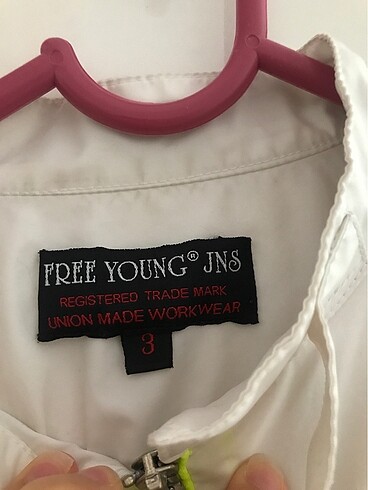 FREE YOUNG® JNS
REGISTERED TRADE MARK
UNION MADE WORKWEAR
3